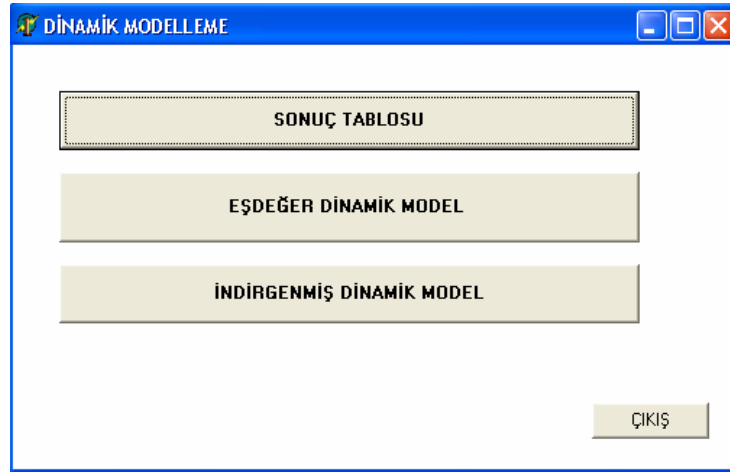 DİNAMİK MODELLEME
SONUÇ TABLOSU
EŞDEĞER DİNAMİK MODEL
İNDİRGENMİŞ DİNAMİK MODEL
ÇIKIŞ